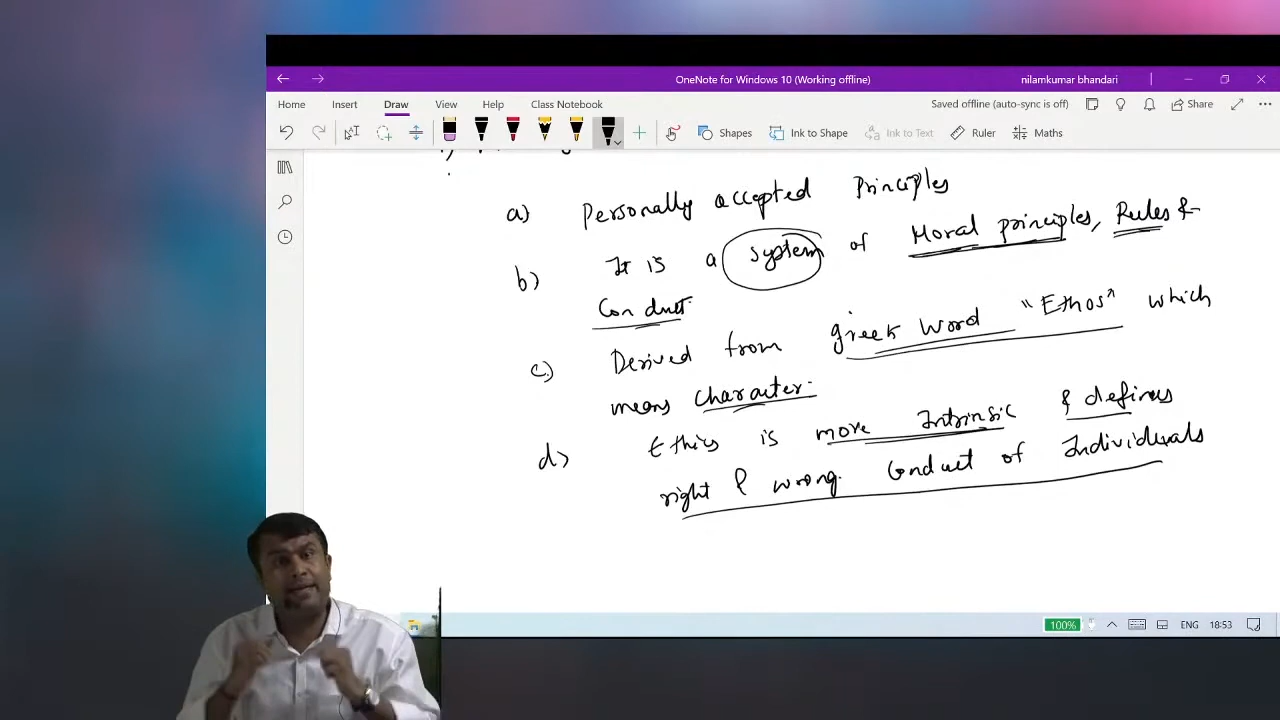 OneNote for Windows 10 (Working offline)
nilamkumar bhandari
Home Insert Draw View Help Class Notebook
Saved offline (auto-sync is off)
Share
Shapes
Ink to Shape
Ink to Text
Ruler
Maths
a) Personally accepted Principles
b) It is a system of Moral principles, Rules &
Conduct.
c) Derived from greek word "Ethos" which
means character.
d) Ethics is more Intrinsic & defines
right & wrong. Conduct of Individuals
100%
ENG
18:53